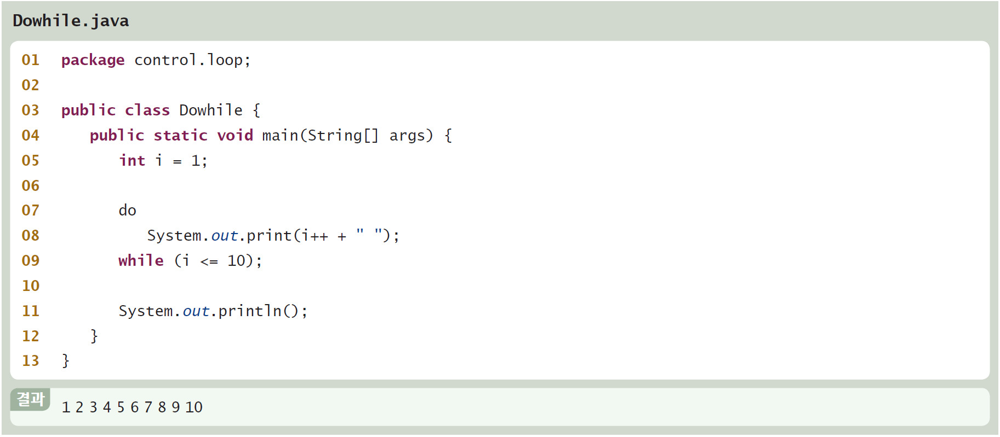 Dowhile.java
01 package control.loop;
02
03 public class Dowhile {
04 public static void main(String[] args) {
05 int i = 1;
06
07 do
08 System.out.print(i++ + " ");
09 while (i <= 10);
10
11 System.out.println();
12 }
13 }
결과
1 2 3 4 5 6 7 8 9 10